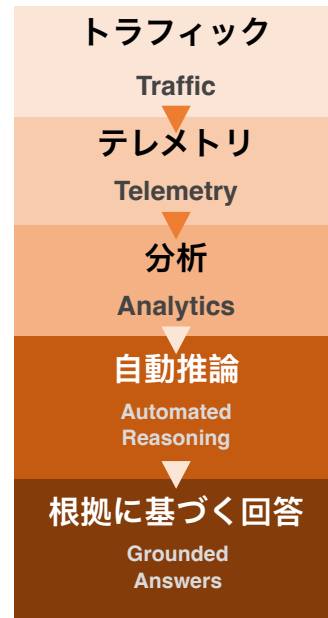 トラフィック
Traffic
テレメトリ
Telemetry
分析
Analytics
自動推論
Automated
Reasoning
根拠に基づく回答
Grounded
Answers